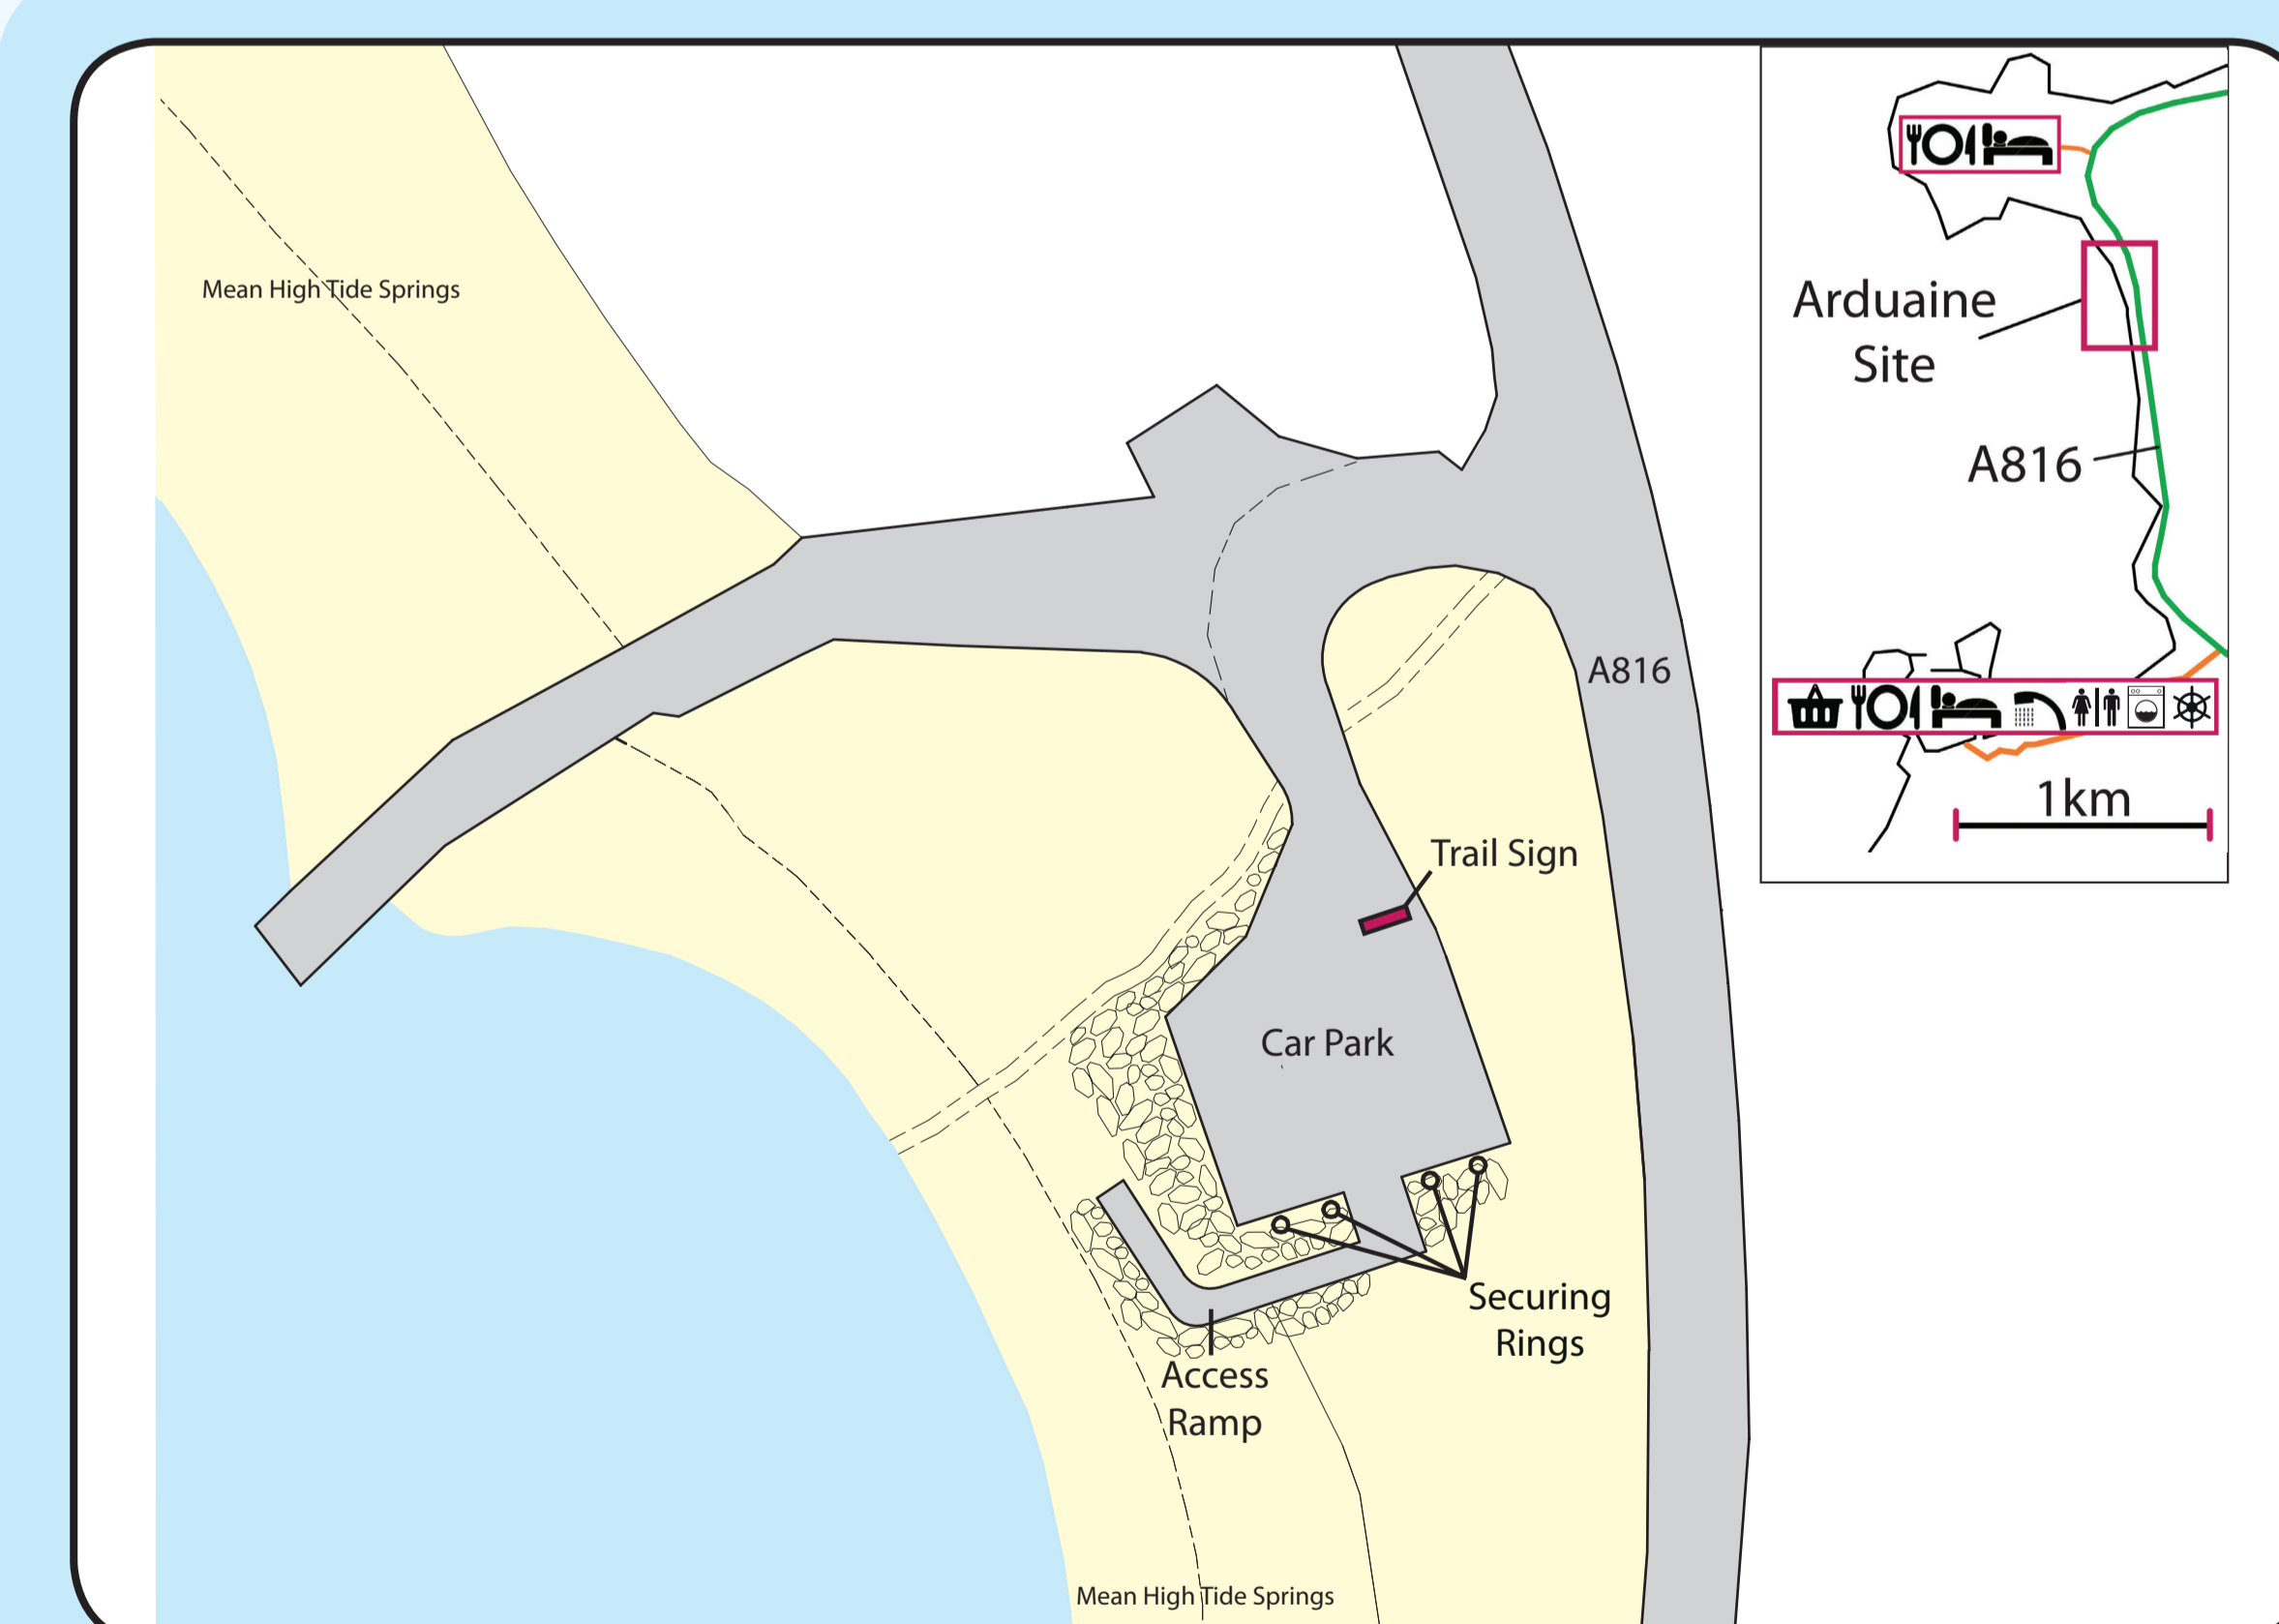 Mean High Tide Springs
Arduaine
Site
A816
A816
1km
Trail Sign
Car Park
Securing
Rings
Access
Ramp
Mean High Tide Springs